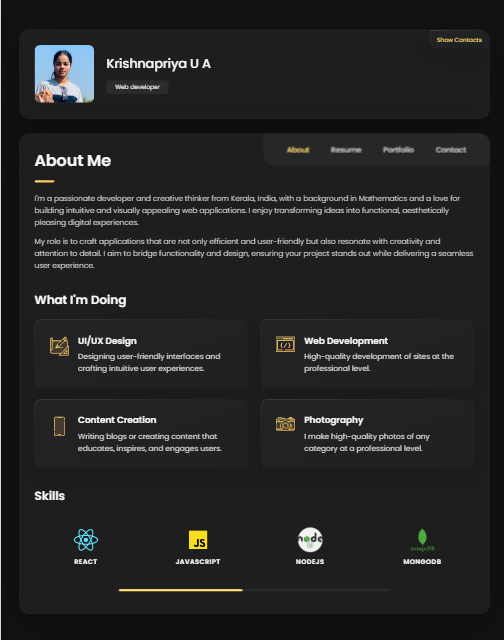 Show Contacts
Krishnapriya U A
Web developer
About Resume Portfolio Contact
About Me
I'm a passionate developer and creative thinker from Kerala, India, with a background in Mathematics and a love for
building intuitive and visually appealing web applications. I enjoy transforming ideas into functional, aesthetically
pleasing digital experiences.
My role is to craft applications that are not only efficient and user-friendly but also resonate with creativity and
attention to detail. I aim to bridge functionality and design, ensuring your project stands out while delivering a seamless
user experience.
What I'm Doing
UI/UX Design
Designing user-friendly interfaces and
crafting intuitive user experiences.
Web Development
High-quality development of sites at the
professional level.
Content Creation
Writing blogs or creating content that
educates, inspires, and engages users.
Photography
I make high-quality photos of any
category at a professional level.
Skills
JS
node
mongoDB
REACT
JAVASCRIPT
NODEJS
MONGODB